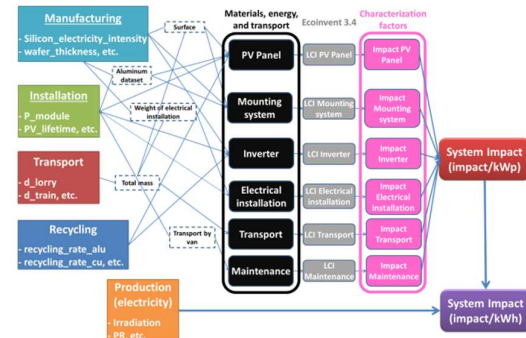 Manufacturing
- Silicon_electricity_intensity
- wafer_thickness, etc.
Installation
- P_module
- PV_lifetime, etc.
Transport
- d_lorry
- d_train, etc.
Recycling
- recycling_rate_alu
- recycling_rate_cu, etc.
Production
(electricity)
- Irradiation
- PR, etc.
Surface
Aluminum
dataset
Weight of electrical
installation
Total mass
Transport by
van
Materials, energy,
and transport
PV Panel
Mounting
system
Inverter
Electrical
installation
Transport
Maintenance
Ecoinvent 3.4
LCI PV Panel
LCI Mounting
system
LCI Inverter
LCI Electrical
installation
LCI Transport
LCI
Maintenance
Characterization
factors
Impact PV
Panel
Impact
Mounting
system
Impact
Inverter
Impact
Electrical
installation
Impact
Transport
Impact
Maintenance
System Impact
(impact/kWp)
System Impact
(impact/kWh)